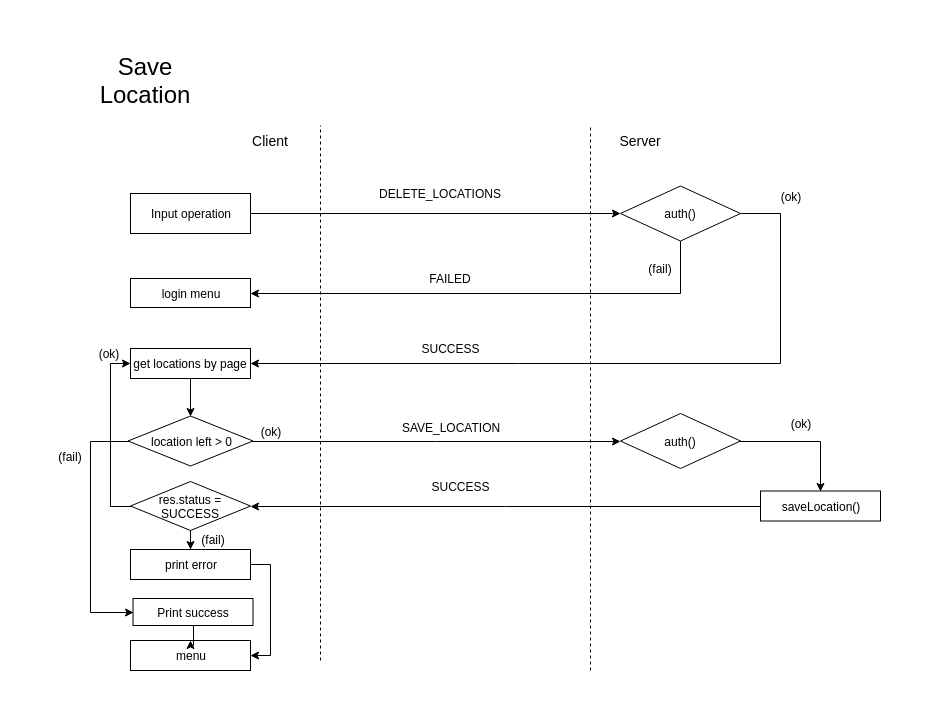 Save
Location
Client
Server
DELETE_LOCATIONS
(ok)
Input operation
auth()
(fail)
FAILED
login menu
SUCCESS
(ok)
get locations by page
(ok)
SAVE_LOCATION
(ok)
location left > 0
auth()
(fail)
SUCCESS
res.status =
SUCCESS
saveLocation()
(fail)
print error
Print success
menu